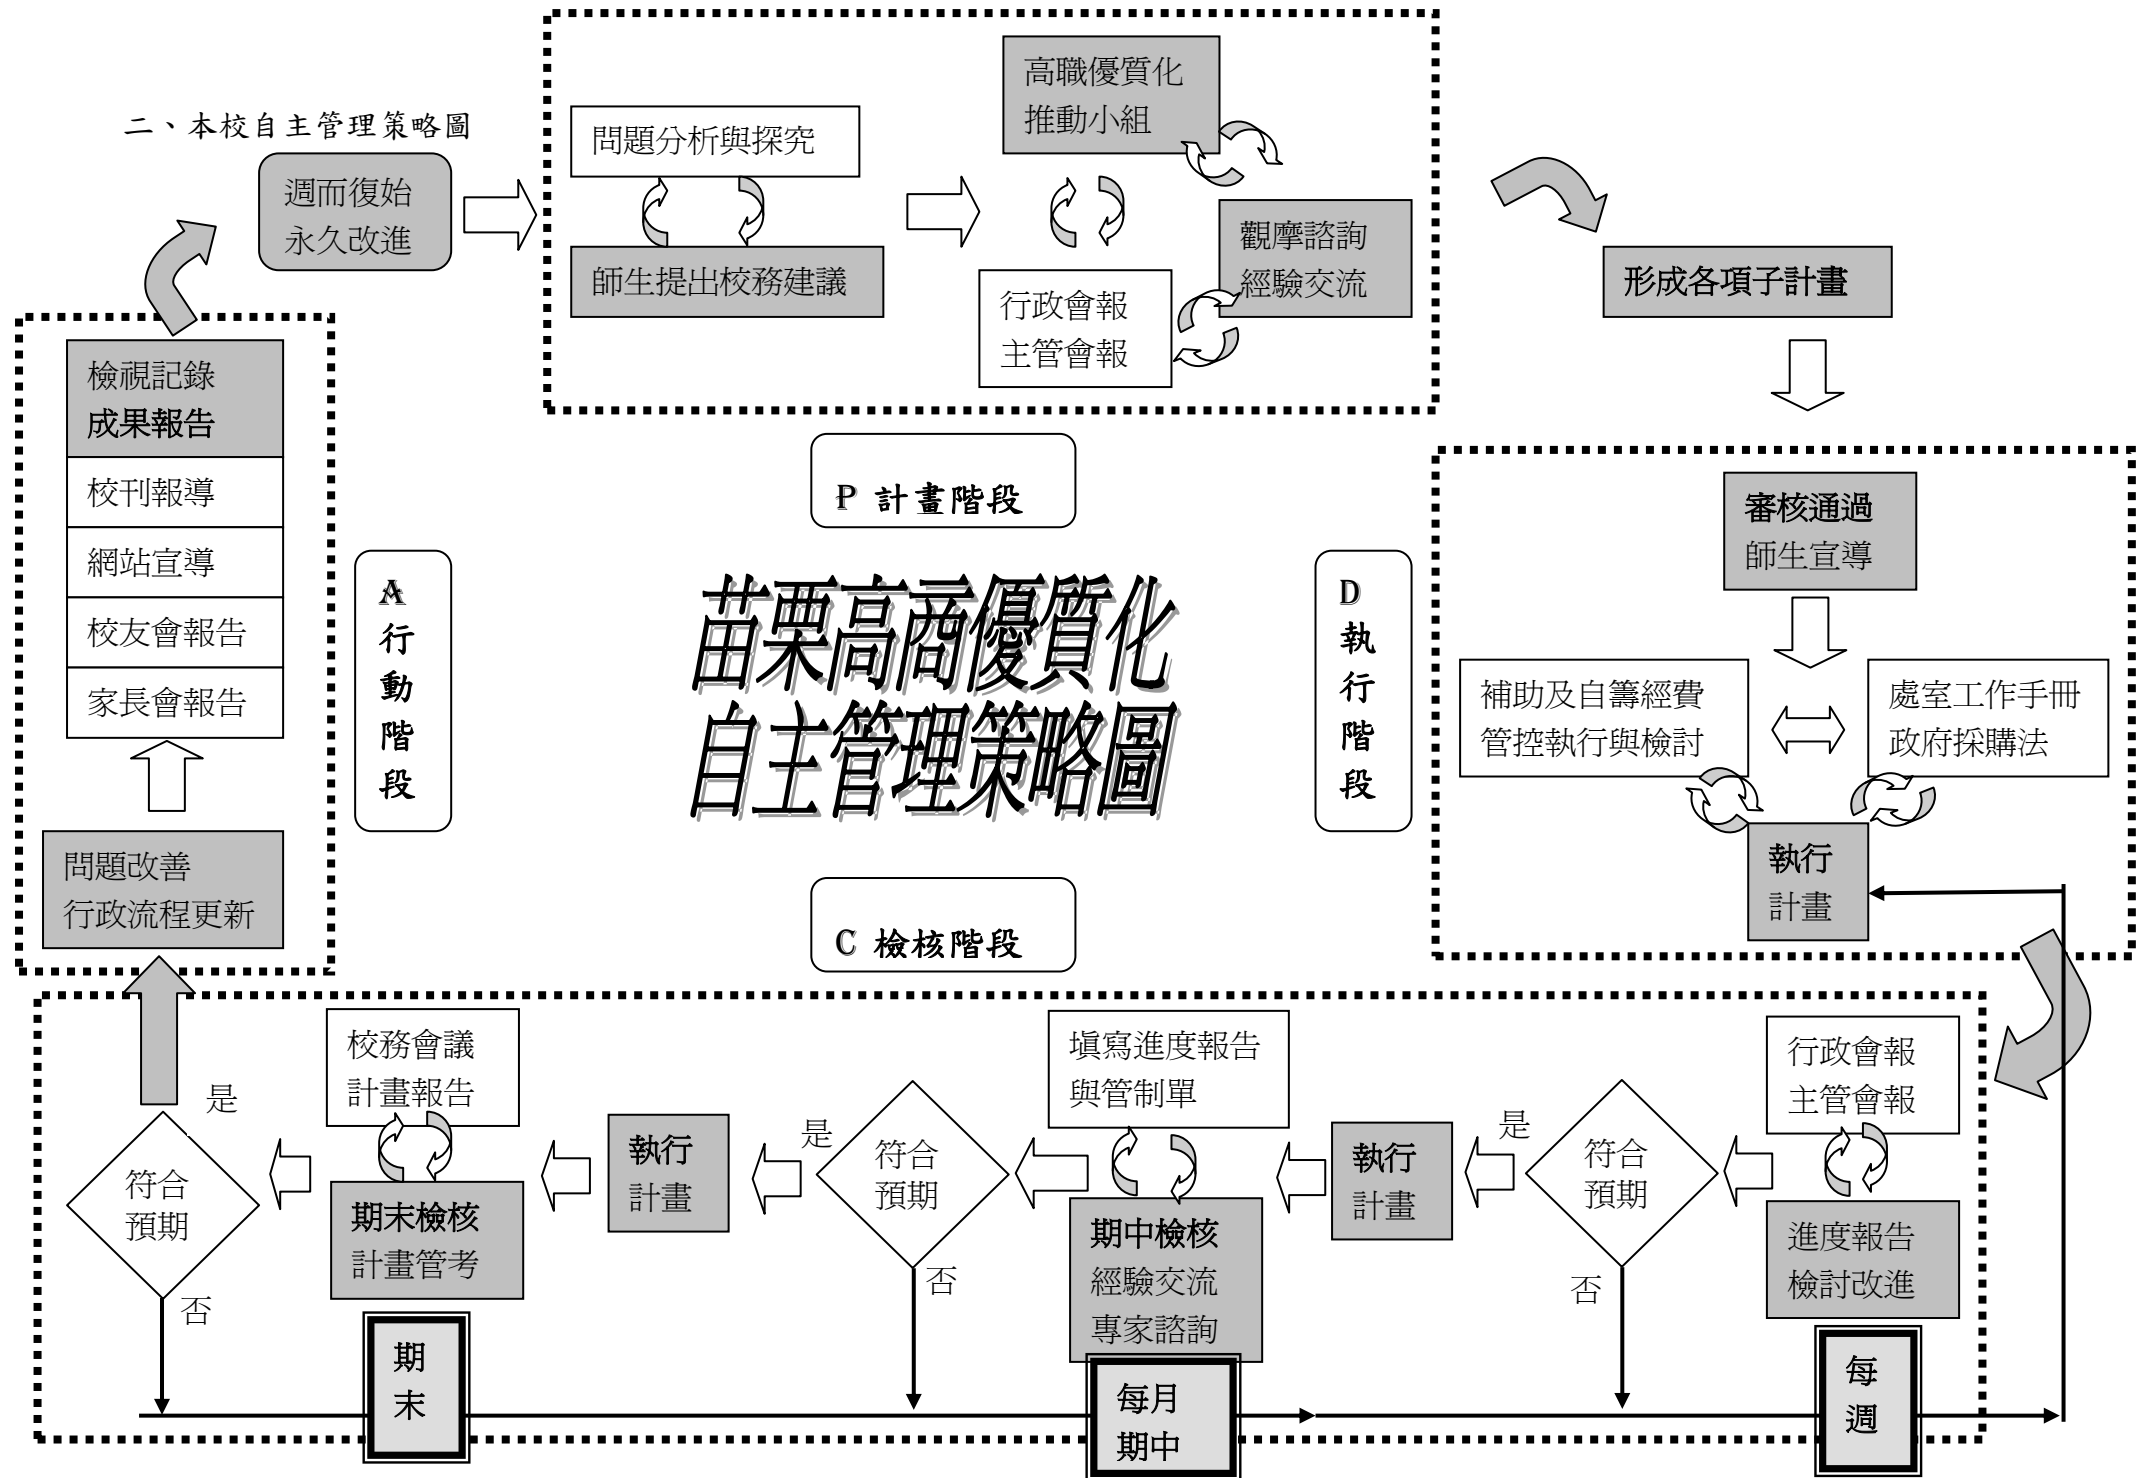 二、本校自主管理策略圖
週而復始
永久改進
問題分析與探究
師生提出校務建議
高職優質化
推動小組
觀摩諮詢
經驗交流
行政會報
主管會報
形成各項子計畫
P 計畫階段
審核通過
師生宣導
補助及自籌經費
管控執行與檢討
處室工作手冊
政府採購法
執行
計畫
D
執
行
階
段
苗栗高商優質化
自主管理策略圖
A
行
動
階
段
檢視記錄
成果報告
校刊報導
網站宣導
校友會報告
家長會報告
問題改善
行政流程更新
C 檢核階段
行政會報
主管會報
進度報告
檢討改進
每
週
符合
預期
是
否
執行
計畫
填寫進度報告
與管制單
期中檢核
經驗交流
專家諮詢
每月
期中
符合
預期
是
否
執行
計畫
校務會議
計畫報告
期末檢核
計畫管考
期
末
符合
預期
是
否